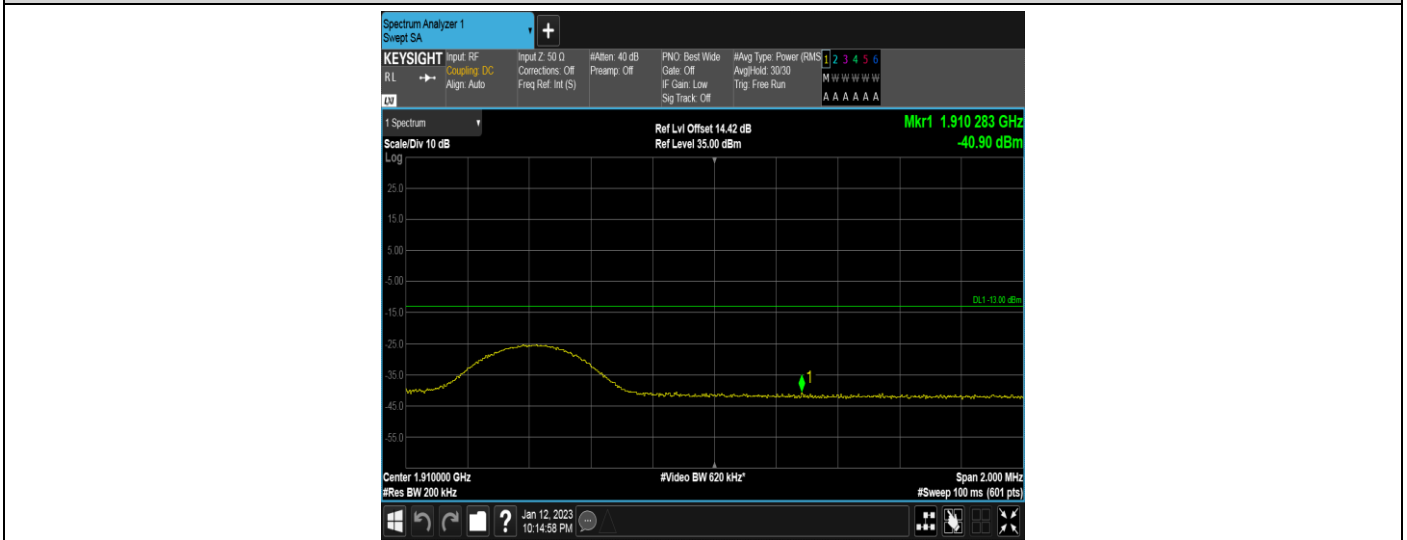 Spectrum Analyzer 1
Swept SA
+
KEYSIGHT
RL
LXI
Input: RF
Coupling: DC
Align: Auto
Input Z: 50 Ω
Corrections: Off
Freq Ref: Int (S)
#Atten: 40 dB
Preamp: Off
PNO: Best Wide
Gate: Off
IF Gain: Low
Sig Track: Off
#Avg Type: Power (RMS
Avg|Hold: 30/30
Trig: Free Run
1 2 3 4 5 6
M W W W W W
A A A A A A
1 Spectrum
Scale/Div 10 dB
Ref Lvl Offset 14.42 dB
Ref Level 35.00 dBm
Mkr1 1.910 283 GHz
-40.90 dBm
Log
25.0
15.0
5.00
-5.00
DL1 -13.00 dBm
-15.0
-25.0
-35.0
1
-45.0
-55.0
Center 1.910000 GHz
#Video BW 620 kHz*
Span 2.000 MHz
#Res BW 200 kHz
#Sweep 100 ms (601 pts)
?
Jan 12, 2023
10:14:58 PM